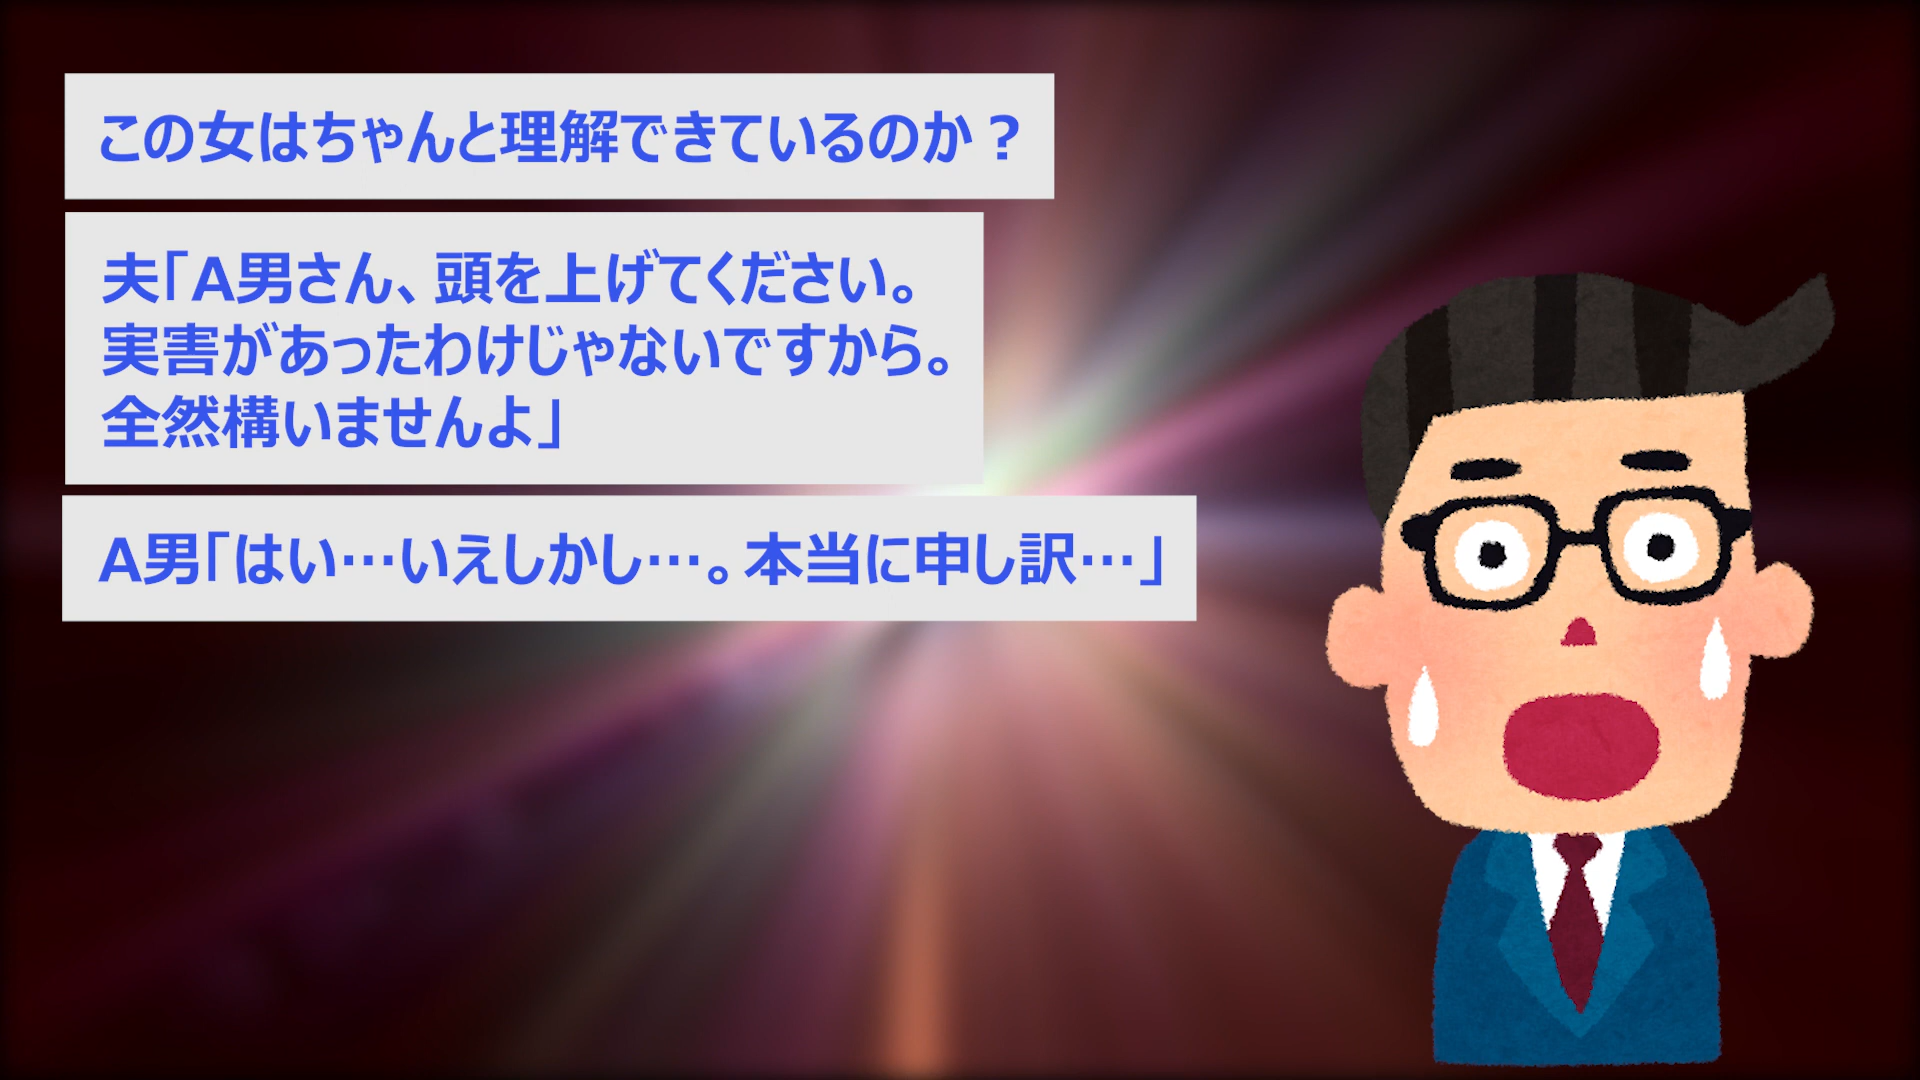 この女はちゃんと理解できているのか？
夫「A男さん、頭を上げてください。
実害があったわけじゃないですから。
全然構いませんよ」
A男「はい…いえしかし…。本当に申し訳…」